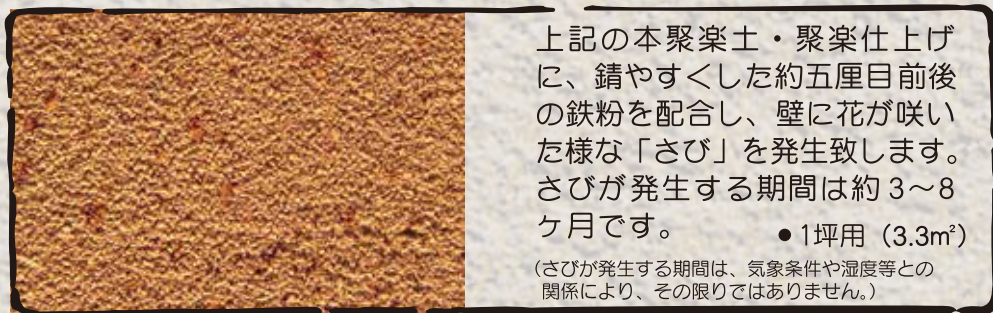 上記の本聚楽土・聚楽仕上げ
に、錆やすくした約五厘目前後
の鉄粉を配合し、壁に花が咲い
た様な「さび」を発生致します。
さびが発生する期間は約3～8
ケ月です。
●1坪用（3.3㎡）
（さびが発生する期間は、気象条件や湿度等との
関係により、その限りではありません。）